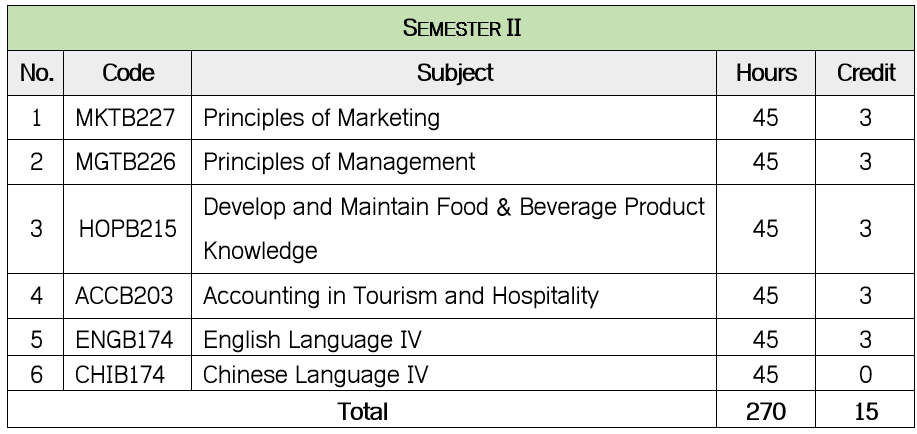 SEMESTER II
No. Code Subject Hours Credit
1 MKTB227 Principles of Marketing 45 3
2 MGTB226 Principles of Management 45 3
3 HOPB215 Develop and Maintain Food & Beverage Product
Knowledge 45 3
4 ACCB203 Accounting in Tourism and Hospitality 45 3
5 ENGB174 English Language IV 45 3
6 CHIB174 Chinese Language IV 45 0
Total 270 15